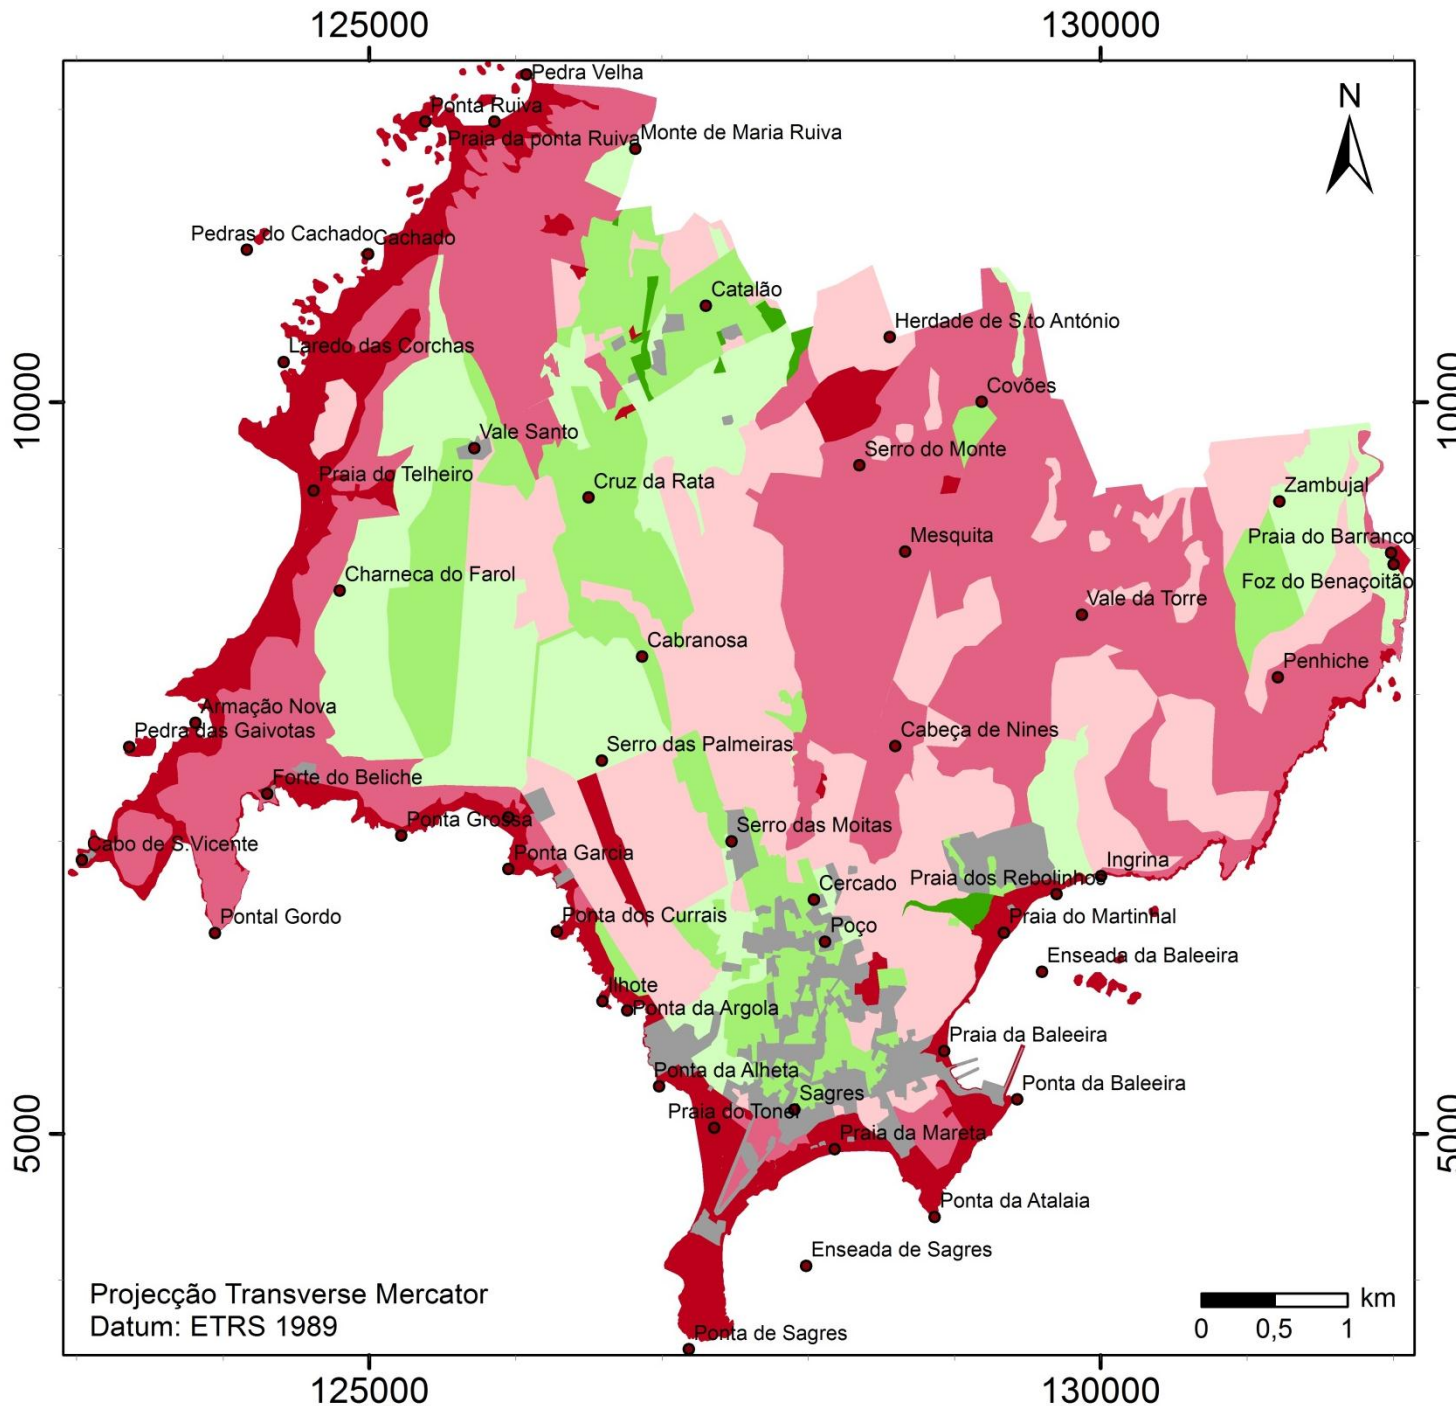 125000 130000
Pedra Velha
Ponta Ruiva
N
Praia da ponta Ruiva
Monte de Maria Ruiva
Pedras do Cachado
Cachado
Catalão
Herdade de S.to António
Laredo das Corchas
Covões
10000 10000
Vale Santo
Serro do Monte
Praia do Telheiro
Cruz da Rata
Zambujal
Mesquita
Praia do Barranco
Charneca do Farol
Foz do Benaçoitão
Vale da Torre
Cabranosa
Penhiche
Armação Nova
Pedra das Gaivotas
Cabeça de Nines
Serro das Palmeiras
Forte do Beliche
Ponta Grossa
Serro das Moitas
Cabo de S.Vicente
Ponta Garcia
Ingrina
Praia dos Rebolinhos
Cercado
Pontal Gordo
Ponta dos Currais
Praia do Martinhal
Poço
Enseada da Baleeira
Ilhote
Ponta da Argola
Praia da Baleeira
Ponta da Alheta
Ponta da Baleeira
Sagres
Praia do Tonel
5000 5000
Praia da Mareta
Ponta da Atalaia
Enseada de Sagres
Projecção Transverse Mercator
Datum: ETRS 1989
km
0 0,5 1
Ponta de Sagres
125000 130000